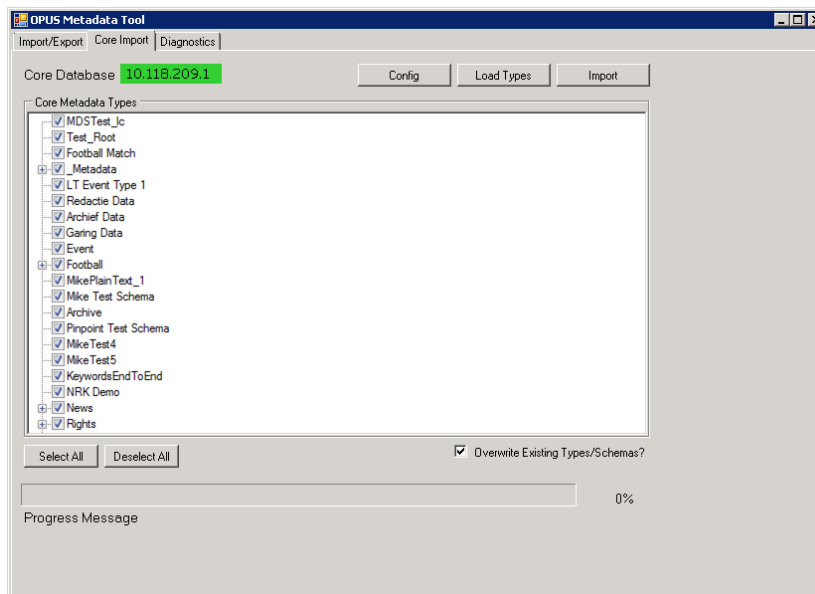 OPUS Metadata Tool
Import/Export Core Import Diagnostics
Core Database 10.118.209.1 Config Load Types Import
Core Metadata Types
MDSTest_lc
Test_Root
Football Match
_Metadata
LT Event Type 1
Redactie Data
Archief Data
Garing Data
Event
Football
MikePlainText_1
Mike Test Schema
Archive
Pinpoint Test Schema
MikeTest4
MikeTest5
KeywordsEndToEnd
NRK Demo
News
Rights
Select All Deselect All Overwrite Existing Types/Schemas?
0%
Progress Message